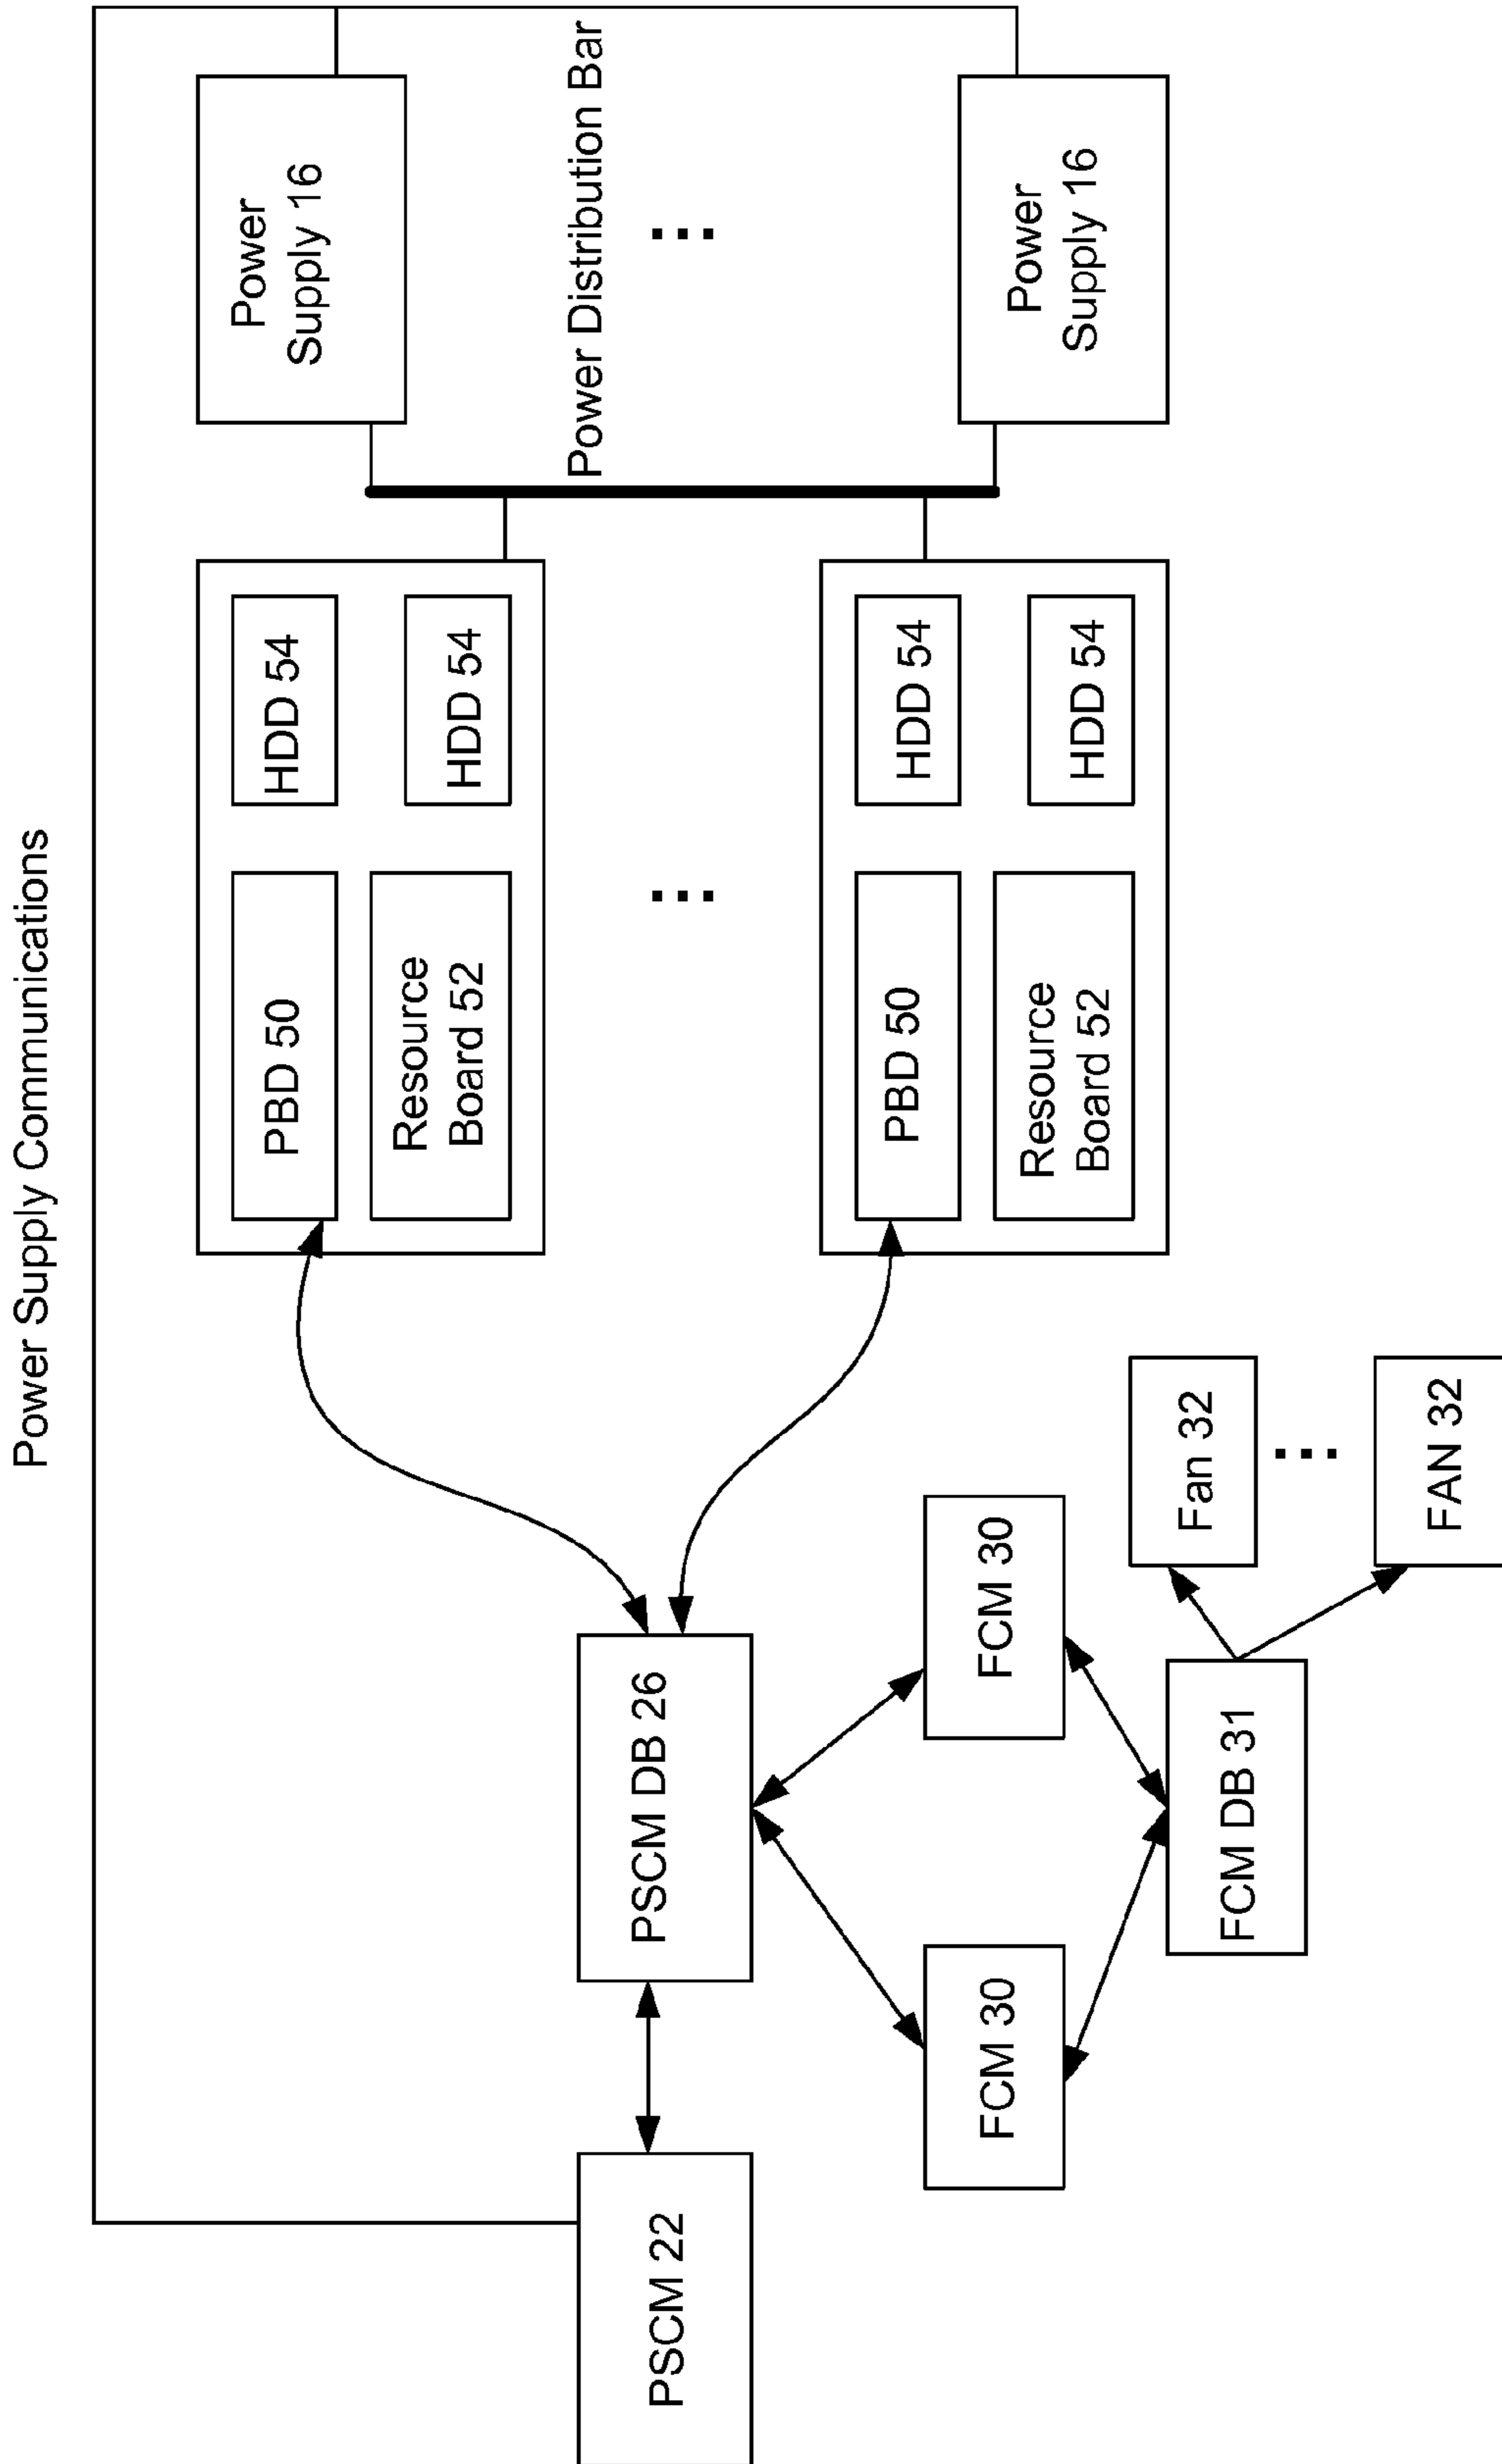 Power Supply Communications
PBD 50
HDD 54
Resource
Board 52
HDD 54
Power
Supply 16
Power Distribution Bar
...
...
PSCM 22
PSCM DB 26
PBD 50
HDD 54
Resource
Board 52
HDD 54
Power
Supply 16
FCM 30
FCM 30
FCM DB 31
Fan 32
...
FAN 32